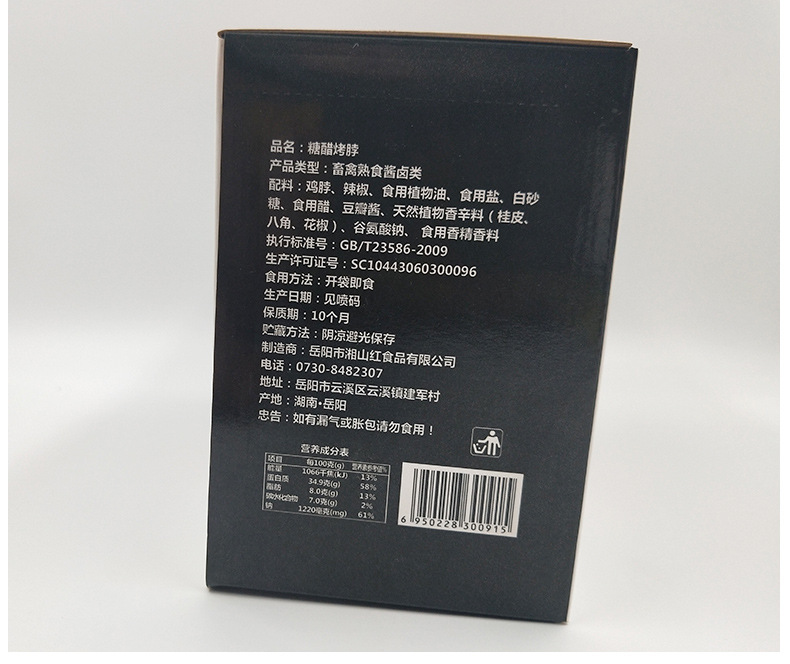 品名：糖醋烤脖
产品类型：畜禽熟食酱卤类
配料：鸡脖、辣椒、食用植物油、食用盐、白砂
糖、食用醋、豆瓣酱、天然植物香辛料（桂皮、
八角、花椒）、谷氨酸钠、食用香精香料
执行标准号：GB/T23586-2009
生产许可证号：SC10443060300096
食用方法：开袋即食
生产日期：见喷码
保质期：10个月
贮藏方法：阴凉避光保存
制造商：岳阳市湘山红食品有限公司
电话：0730-8482307
地址：岳阳市云溪区云溪镇建军村
产地：湖南·岳阳
忠告：如有漏气或胀包请勿食用！
营养成分表
项目 每100克(g) 营养素参考值%
能量 1066千焦(kJ) 13%
蛋白质 34.9克(g) 58%
脂肪 8.0克(g) 13%
碳水化合物 7.0克(g) 2%
钠 1220毫克(mg) 61%
6 950228 300915